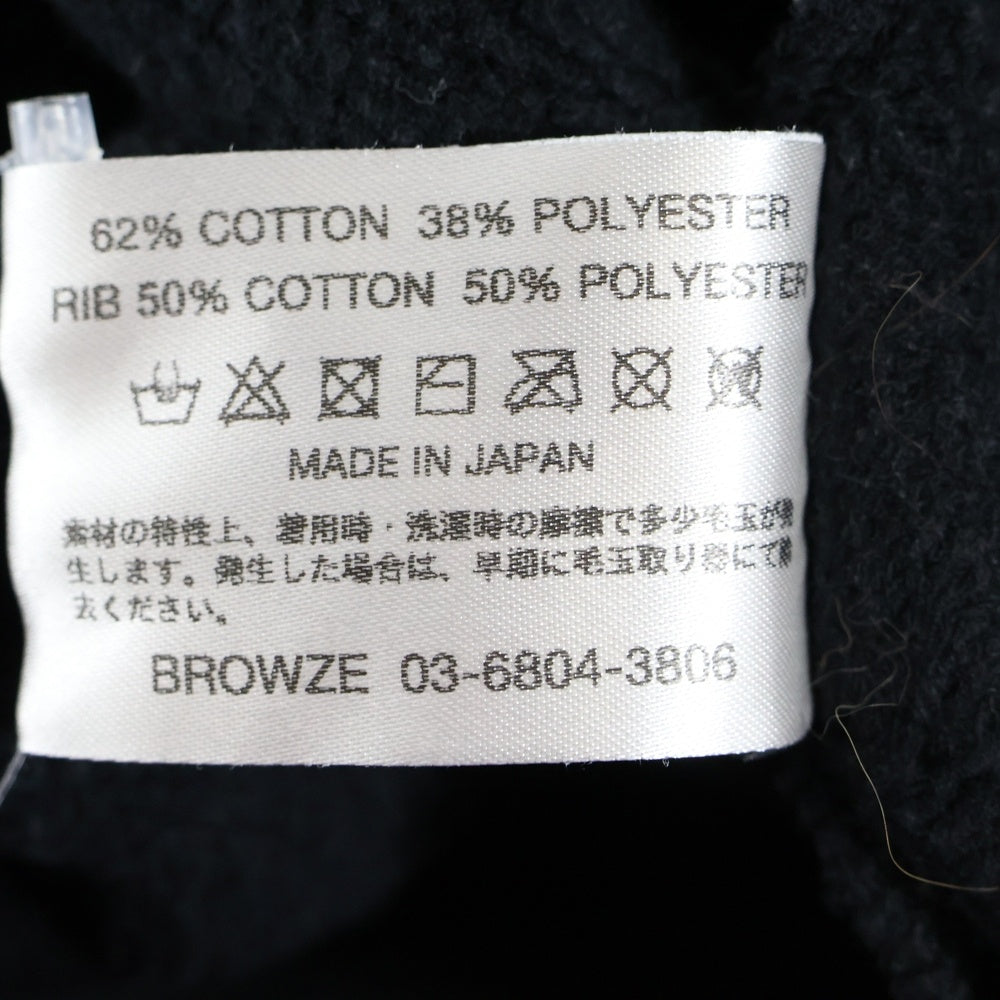 62% COTTON 38% POLYESTER
RIB 50% COTTON 50% POLYESTER
MADE IN JAPAN
素材の特性上、着用時・洗濯時の摩擦で多少毛玉が発
生します。発生した場合は、早期に毛玉取り器にて除
去ください。
BROWZE 03-6804-3806